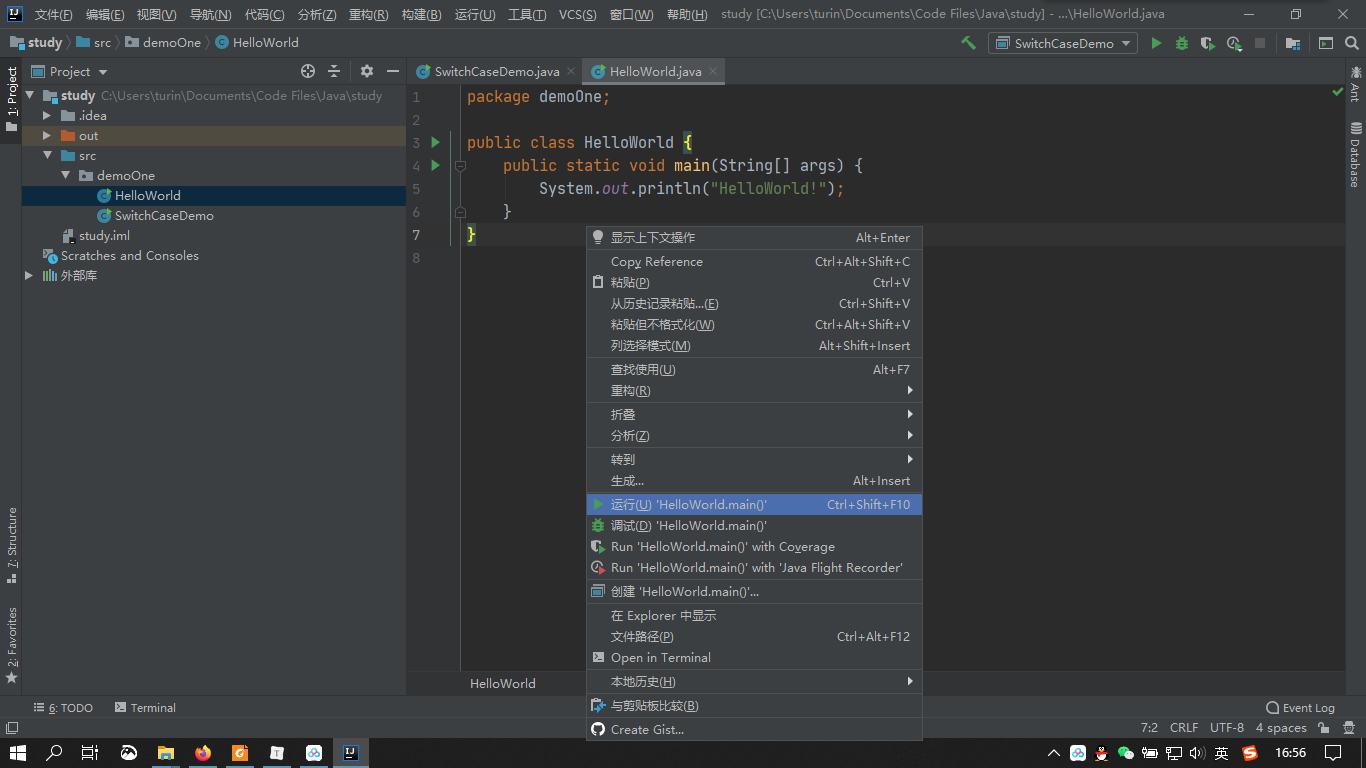 文件(F) 编辑(E) 视图(V) 导航(N) 代码(C) 分析(Z) 重构(R) 构建(B) 运行(U) 工具(T) VCS(S) 窗口(W) 帮助(H) study [C:\Users\turin\Documents\Code Files\Java\study] - ...\HelloWorld.java
study src demoOne HelloWorld SwitchCaseDemo
Project
SwitchCaseDemo.java HelloWorld.java
1: Project
study C:\Users\turin\Documents\Code Files\Java\study
.idea
out
src
demoOne
HelloWorld
SwitchCaseDemo
study.iml
Scratches and Consoles
外部库
7: Structure
2: Favorites
1 package demoOne;
2
3 public class HelloWorld {
4 public static void main(String[] args) {
5 System.out.println("HelloWorld!");
6 }
7 }
8
Ant
Database
显示上下文操作 Alt+Enter
Copy Reference Ctrl+Alt+Shift+C
粘贴(P) Ctrl+V
从历史记录粘贴...(E) Ctrl+Shift+V
粘贴但不格式化(W) Ctrl+Alt+Shift+V
列选择模式(M) Alt+Shift+Insert
查找使用(U) Alt+F7
重构(R)
折叠
分析(Z)
转到
生成... Alt+Insert
运行(U) 'HelloWorld.main()' Ctrl+Shift+F10
调试(D) 'HelloWorld.main()'
Run 'HelloWorld.main()' with Coverage
Run 'HelloWorld.main()' with 'Java Flight Recorder'
创建 'HelloWorld.main()'...
在 Explorer 中显示
文件路径(P) Ctrl+Alt+F12
Open in Terminal
本地历史(H)
与剪贴板比较(B)
Create Gist...
HelloWorld
6: TODO Terminal Event Log
7:2 CRLF UTF-8 4 spaces
英 16:56